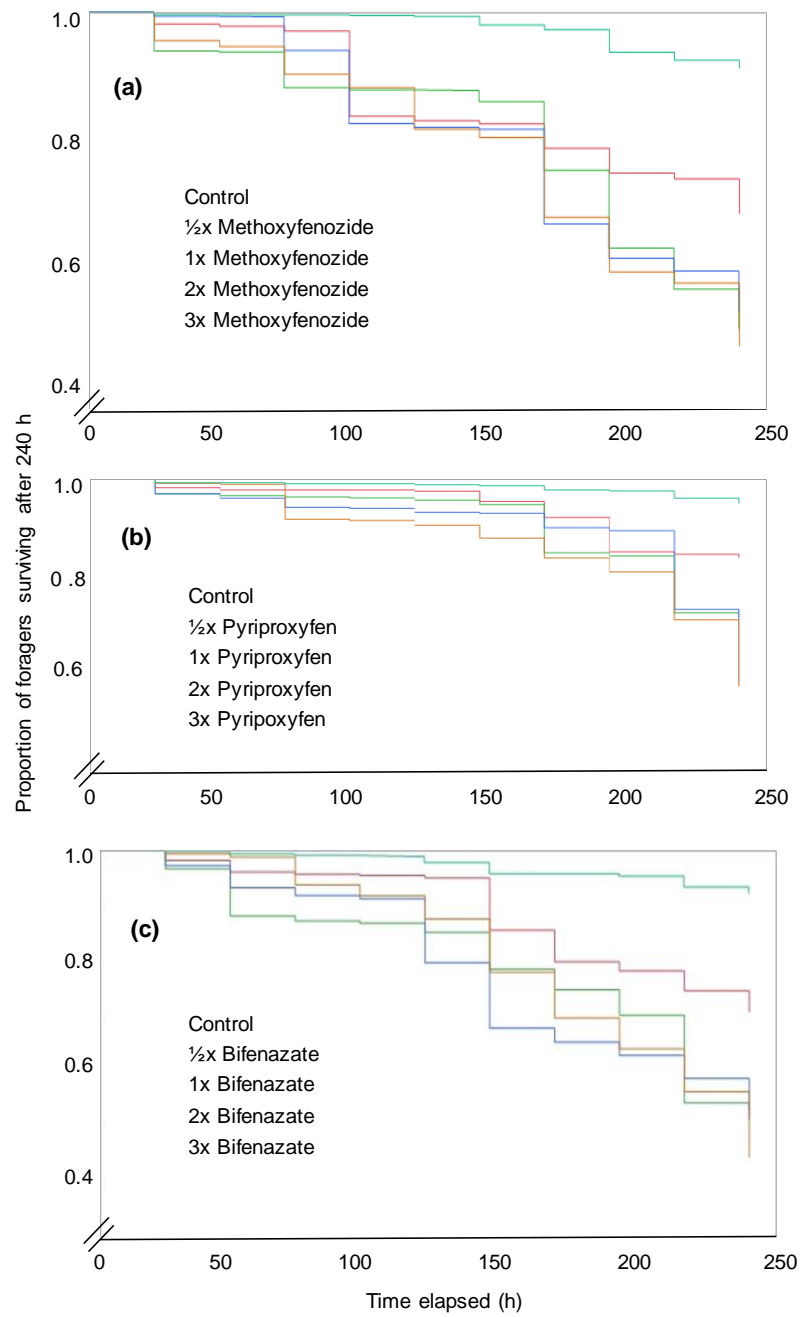 Proportion of foragers surviving after 240 h
1.0
(a)
0.8
Control
½x Methoxyfenozide
1x Methoxyfenozide
2x Methoxyfenozide
3x Methoxyfenozide
0.6
0.4
0 50 100 150 200 250
1.0
(b)
0.8
Control
½x Pyriproxyfen
1x Pyriproxyfen
2x Pyriproxyfen
3x Pyripoxyfen
0.6
0 50 100 150 200 250
1.0
(c)
0.8
Control
½x Bifenazate
1x Bifenazate
2x Bifenazate
3x Bifenazate
0.6
0.4
0 50 100 150 200 250
Time elapsed (h)